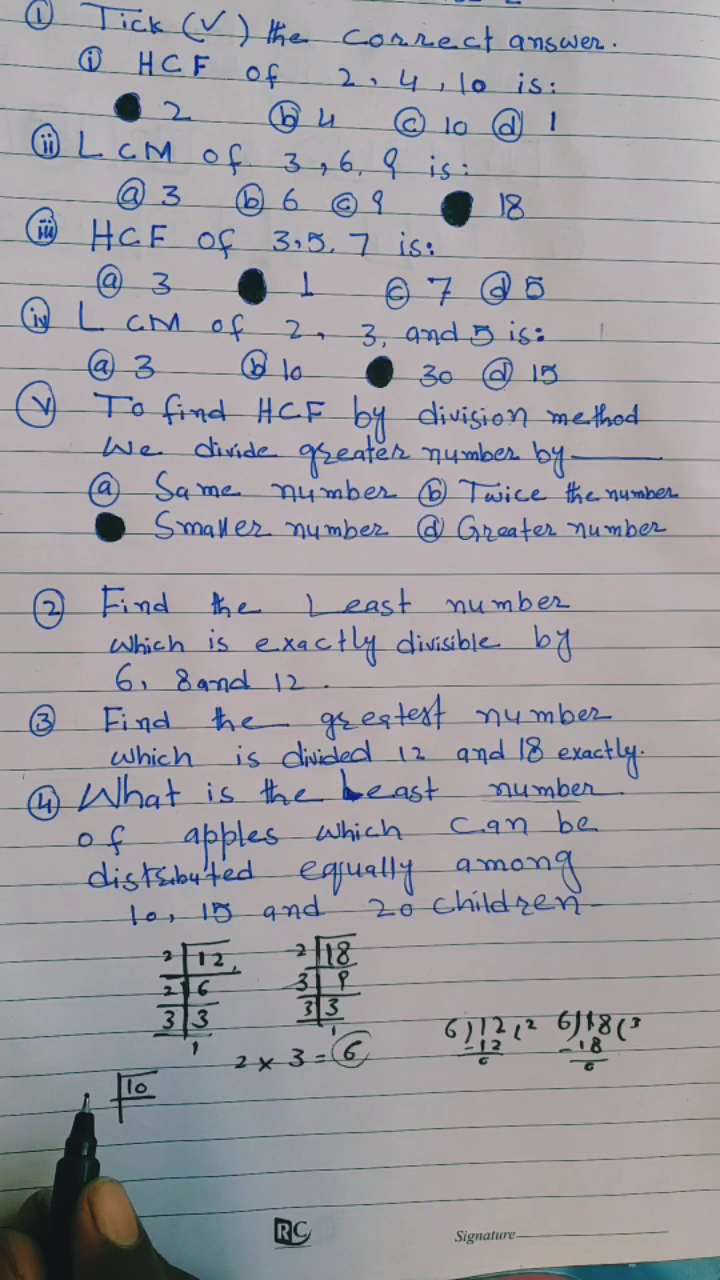 ① Tick (✓) the correct answer.
ⓘ HCF of 2, 4, 10 is:
● 2 ⓑ 4 ⓒ 10 ⓓ 1
ⓘⓘ LCM of 3, 6, 9 is:
ⓐ 3 ⓑ 6 ⓒ 9 ● 18
ⓘⓘⓘ HCF of 3, 5, 7 is:
ⓐ 3 ● 1 ⓒ 7 ⓓ 5
ⓘⓥ LCM of 2, 3, and 5 is:
ⓐ 3 ⓑ 10 ● 30 ⓓ 15
ⓥ To find HCF by division method
We divide greater number by ———
ⓐ Same number ⓑ Twice the number
● Smaller number ⓓ Greater number
② Find the Least number
which is exactly divisible by
6, 8 and 12.
③ Find the greatest number
which is divided 12 and 18 exactly.
④ What is the Least number
of apples which can be
distributed equally among
10, 15 and 20 children
2 | 12, 2 | 18
2 | 6 3 | 9
3 | 3 3 | 3
1 1
6) 12 (2 6) 18 (3
-12 -18
0 0
2 × 3 = 6
10
RC
Signature